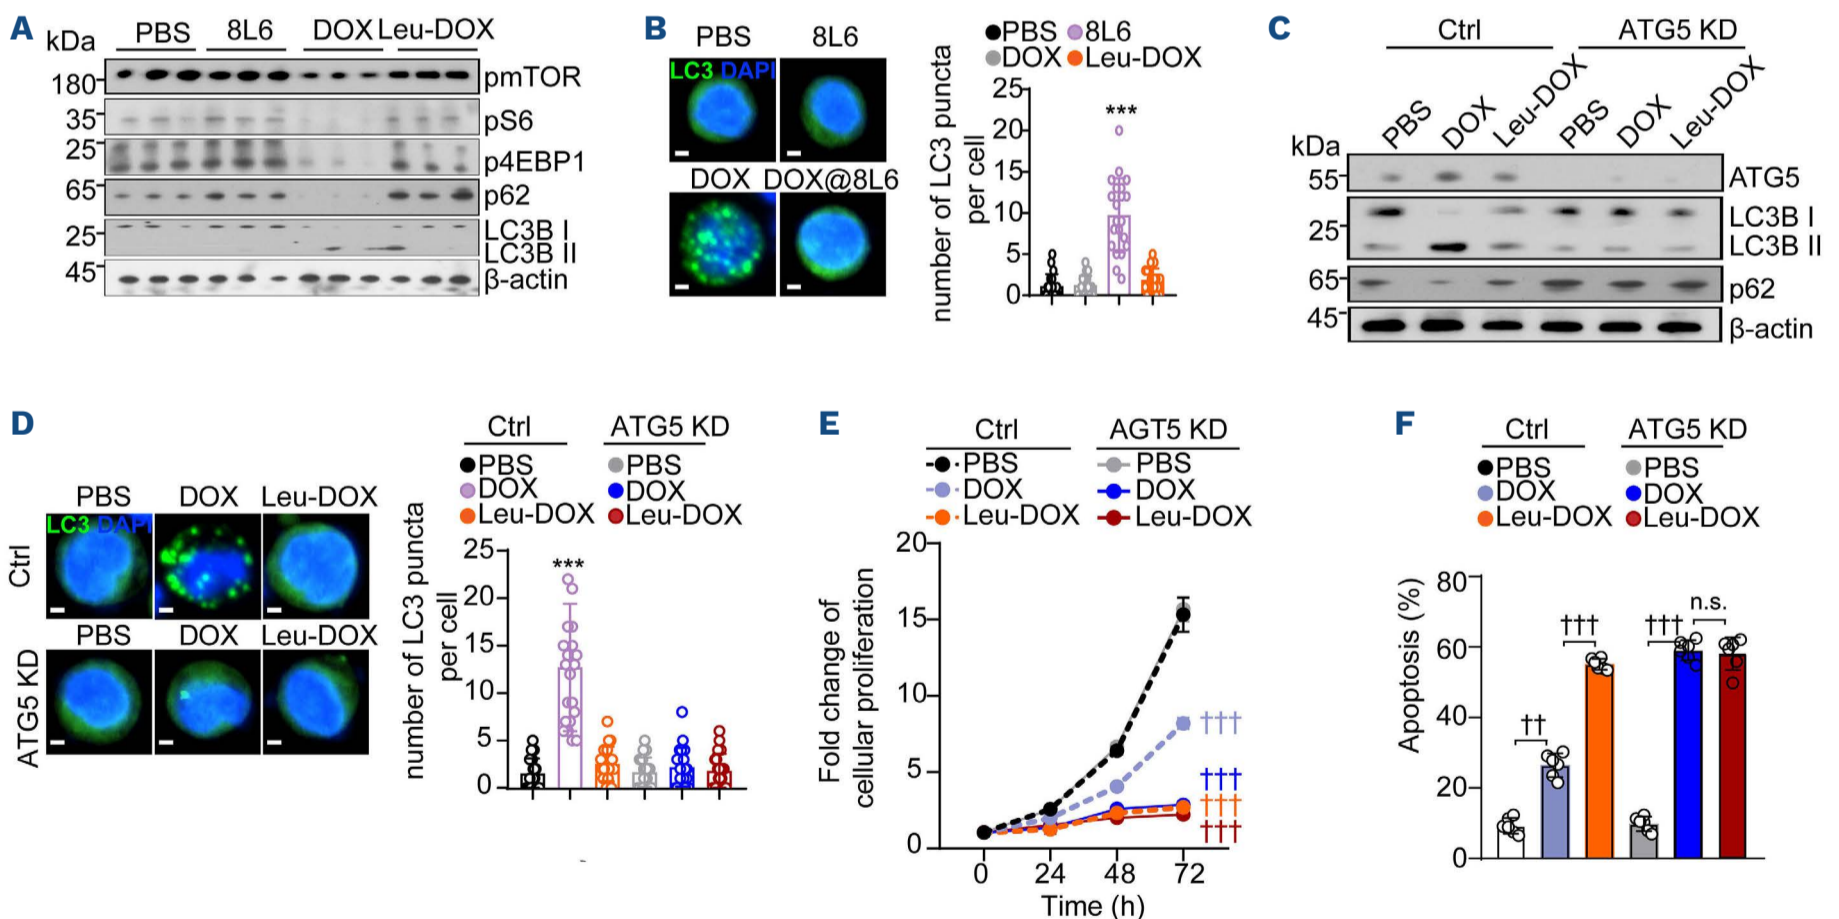 A
kDa
PBS 8L6 DOX Leu-DOX
180 pmTOR
35 pS6
25 p4EBP1
65 p62
LC3B I
25 LC3B II
45 β-actin
B
PBS 8L6
LC3 DAPI
DOX DOX@8L6
PBS 8L6
DOX Leu-DOX
number of LC3 puncta
per cell
25
20
15
10
5
0
***
C
Ctrl ATG5 KD
PBS DOX Leu-DOX PBS DOX Leu-DOX
kDa
55 ATG5
LC3B I
25 LC3B II
65 p62
45 β-actin
D
PBS DOX Leu-DOX
Ctrl
LC3 DAPI
PBS DOX Leu-DOX
ATG5 KD
Ctrl ATG5 KD
PBS PBS
DOX DOX
Leu-DOX Leu-DOX
number of LC3 puncta
per cell
25
20
15
10
5
0
***
E
Ctrl AGT5 KD
PBS PBS
DOX DOX
Leu-DOX Leu-DOX
Fold change of
cellular proliferation
20
15
10
5
0
†††
†††
†††
†††
0 24 48 72
Time (h)
F
Ctrl ATG5 KD
PBS PBS
DOX DOX
Leu-DOX Leu-DOX
Apoptosis (%)
80
60
40
20
0
††
†††
†††
n.s.